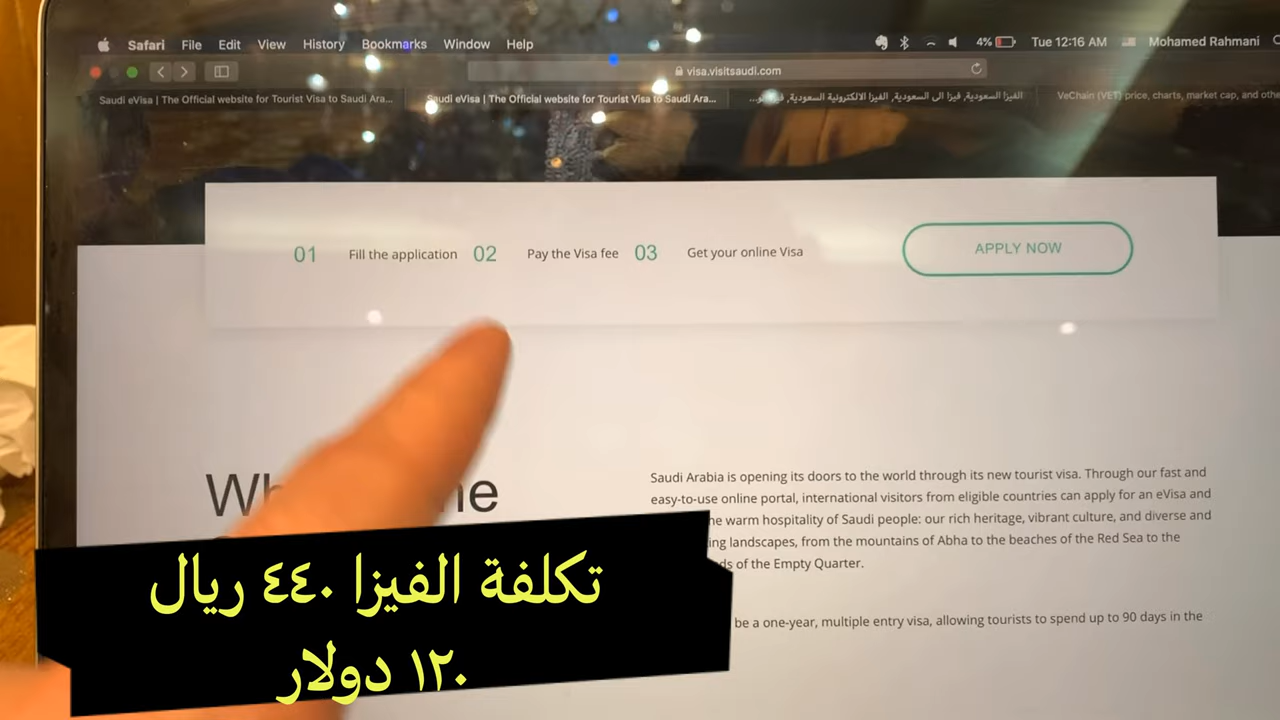 Safari File Edit View History Bookmarks Window Help 4% Tue 12:16 AM Mohamed Rahmani
visa.visitsaudi.com
Saudi eVisa | The Official website for Tourist Visa to Saudi Ara... Saudi eVisa | The Official website for Tourist Visa to Saudi Ara... الفيزا السعودية, فيزا الى السعودية, الفيزا الالكترونية السعودية, VeChain (VET) price, charts, market cap, and othe
01 Fill the application 02 Pay the Visa fee 03 Get your online Visa APPLY NOW
Saudi Arabia is opening its doors to the world through its new tourist visa. Through our fast and
easy-to-use online portal, international visitors from eligible countries can apply for an eVisa and
he warm hospitality of Saudi people: our rich heritage, vibrant culture, and diverse and
ing landscapes, from the mountains of Abha to the beaches of the Red Sea to the
ds of the Empty Quarter.
be a one-year, multiple entry visa, allowing tourists to spend up to 90 days in the
تكلفة الفيزا ٤٤٠ ريال
١٢٠ دولار